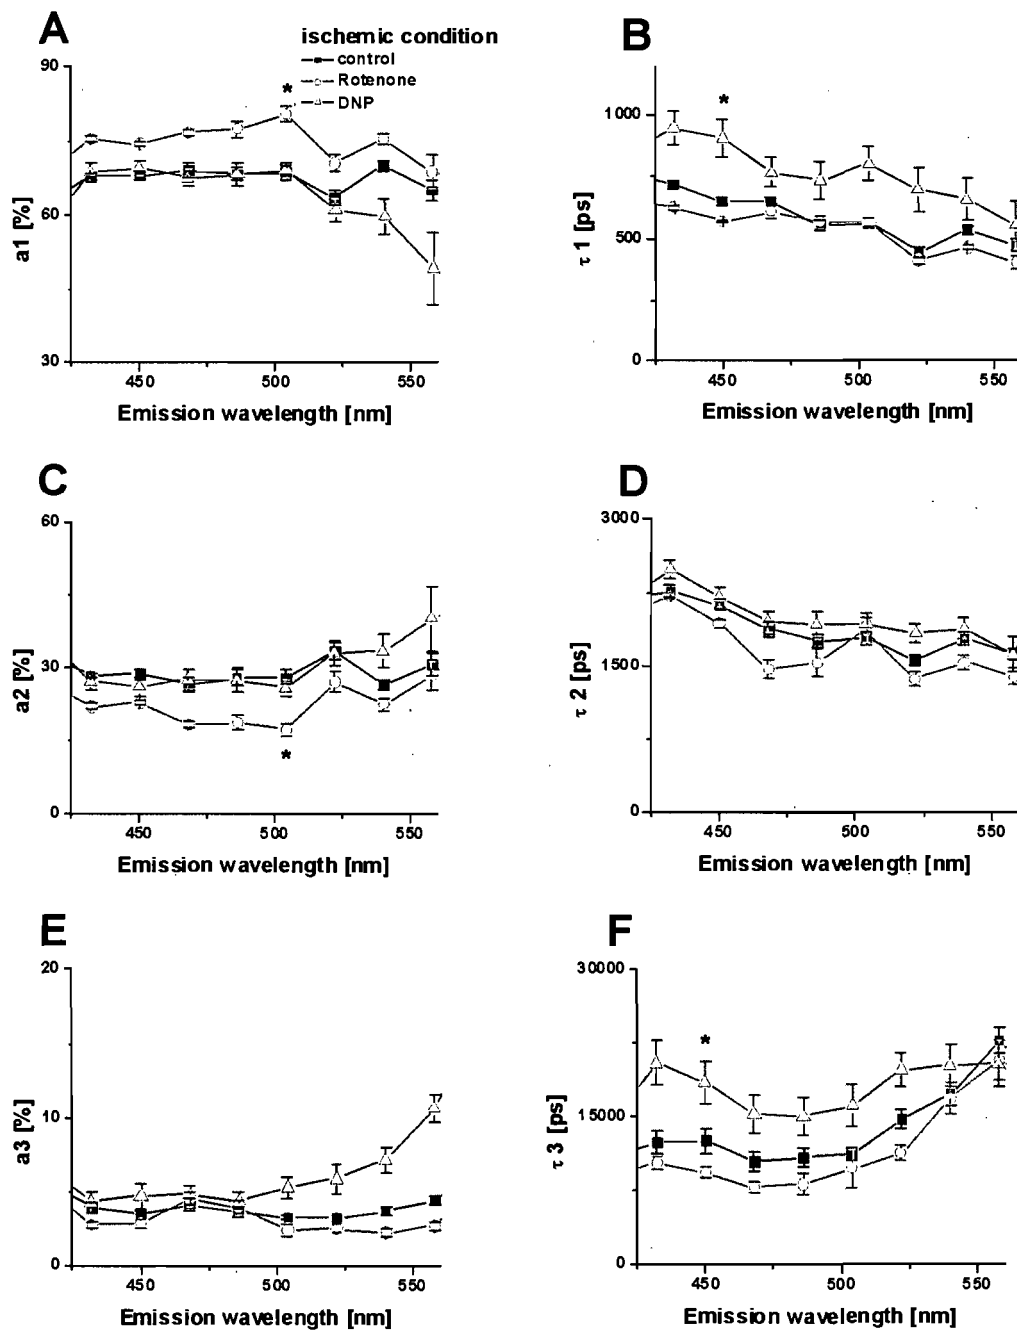 A
ischemic condition
control
Rotenone
DNP
90
60
30
a1 [%]
*
450
500
550
Emission wavelength [nm]
B
1000
500
0
τ 1 [ps]
*
450
500
550
Emission wavelength [nm]
C
60
30
0
a2 [%]
*
450
500
550
Emission wavelength [nm]
D
3000
1500
0
τ 2 [ps]
450
500
550
Emission wavelength [nm]
E
20
10
0
a3 [%]
450
500
550
Emission wavelength [nm]
F
30000
15000
0
τ 3 [ps]
*
450
500
550
Emission wavelength [nm]